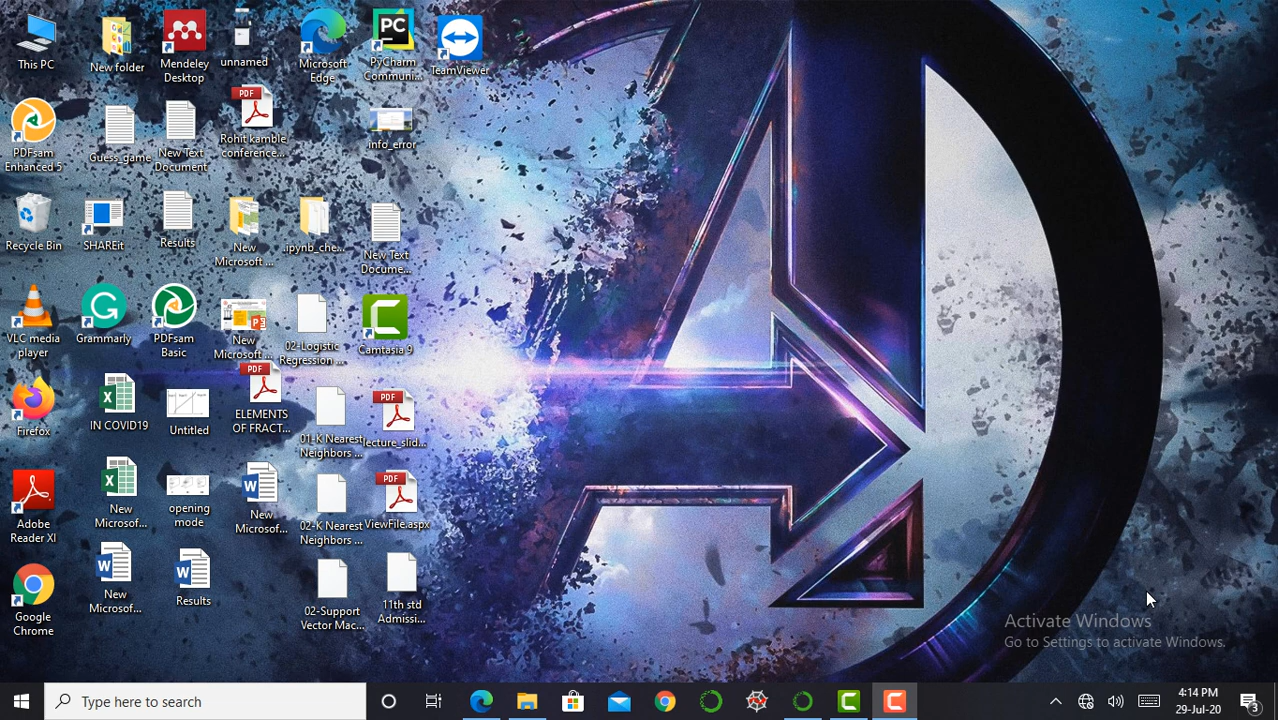 This PC
New folder
Mendeley
Desktop
unnamed
Microsoft
Edge
PC
PyCharm
Communi...
TeamViewer
PDFsam
Enhanced 5
Guess_game
New Text
Document
PDF
Rohit kamble
conference...
info_error
Recycle Bin
SHAREit
Results
New
Microsoft ...
.ipynb_che...
New Text
Docume...
VLC media
player
Grammarly
PDFsam
Basic
New
Microsoft ...
02-Logistic
Regression ...
Camtasia 9
Firefox
IN COVID19
Untitled
PDF
ELEMENTS
OF FRACT...
01-K Nearest
Neighbors ...
PDF
lecture_slid...
Adobe
Reader XI
New
Microsof...
opening
mode
New
Microsof...
02-K Nearest
Neighbors ...
PDF
ViewFile.aspx
Google
Chrome
New
Microsof...
Results
02-Support
Vector Mac...
11th std
Admissi...
Activate Windows
Go to Settings to activate Windows.
Type here to search
4:14 PM
29-Jul-20
3